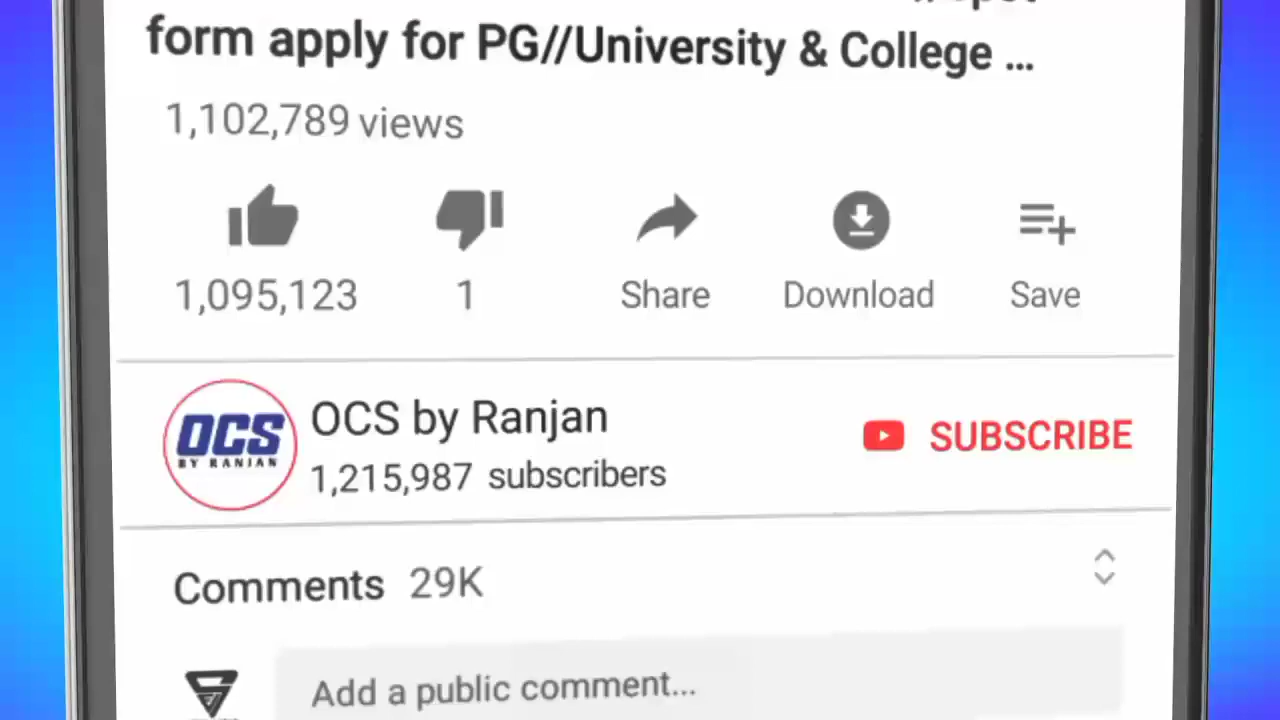 form apply for PG//University & College ...
1,102,789 views
1,095,123
1
Share
Download
Save
OCS
BY RANJAN
OCS by Ranjan
1,215,987 subscribers
SUBSCRIBE
Comments 29K
Add a public comment...